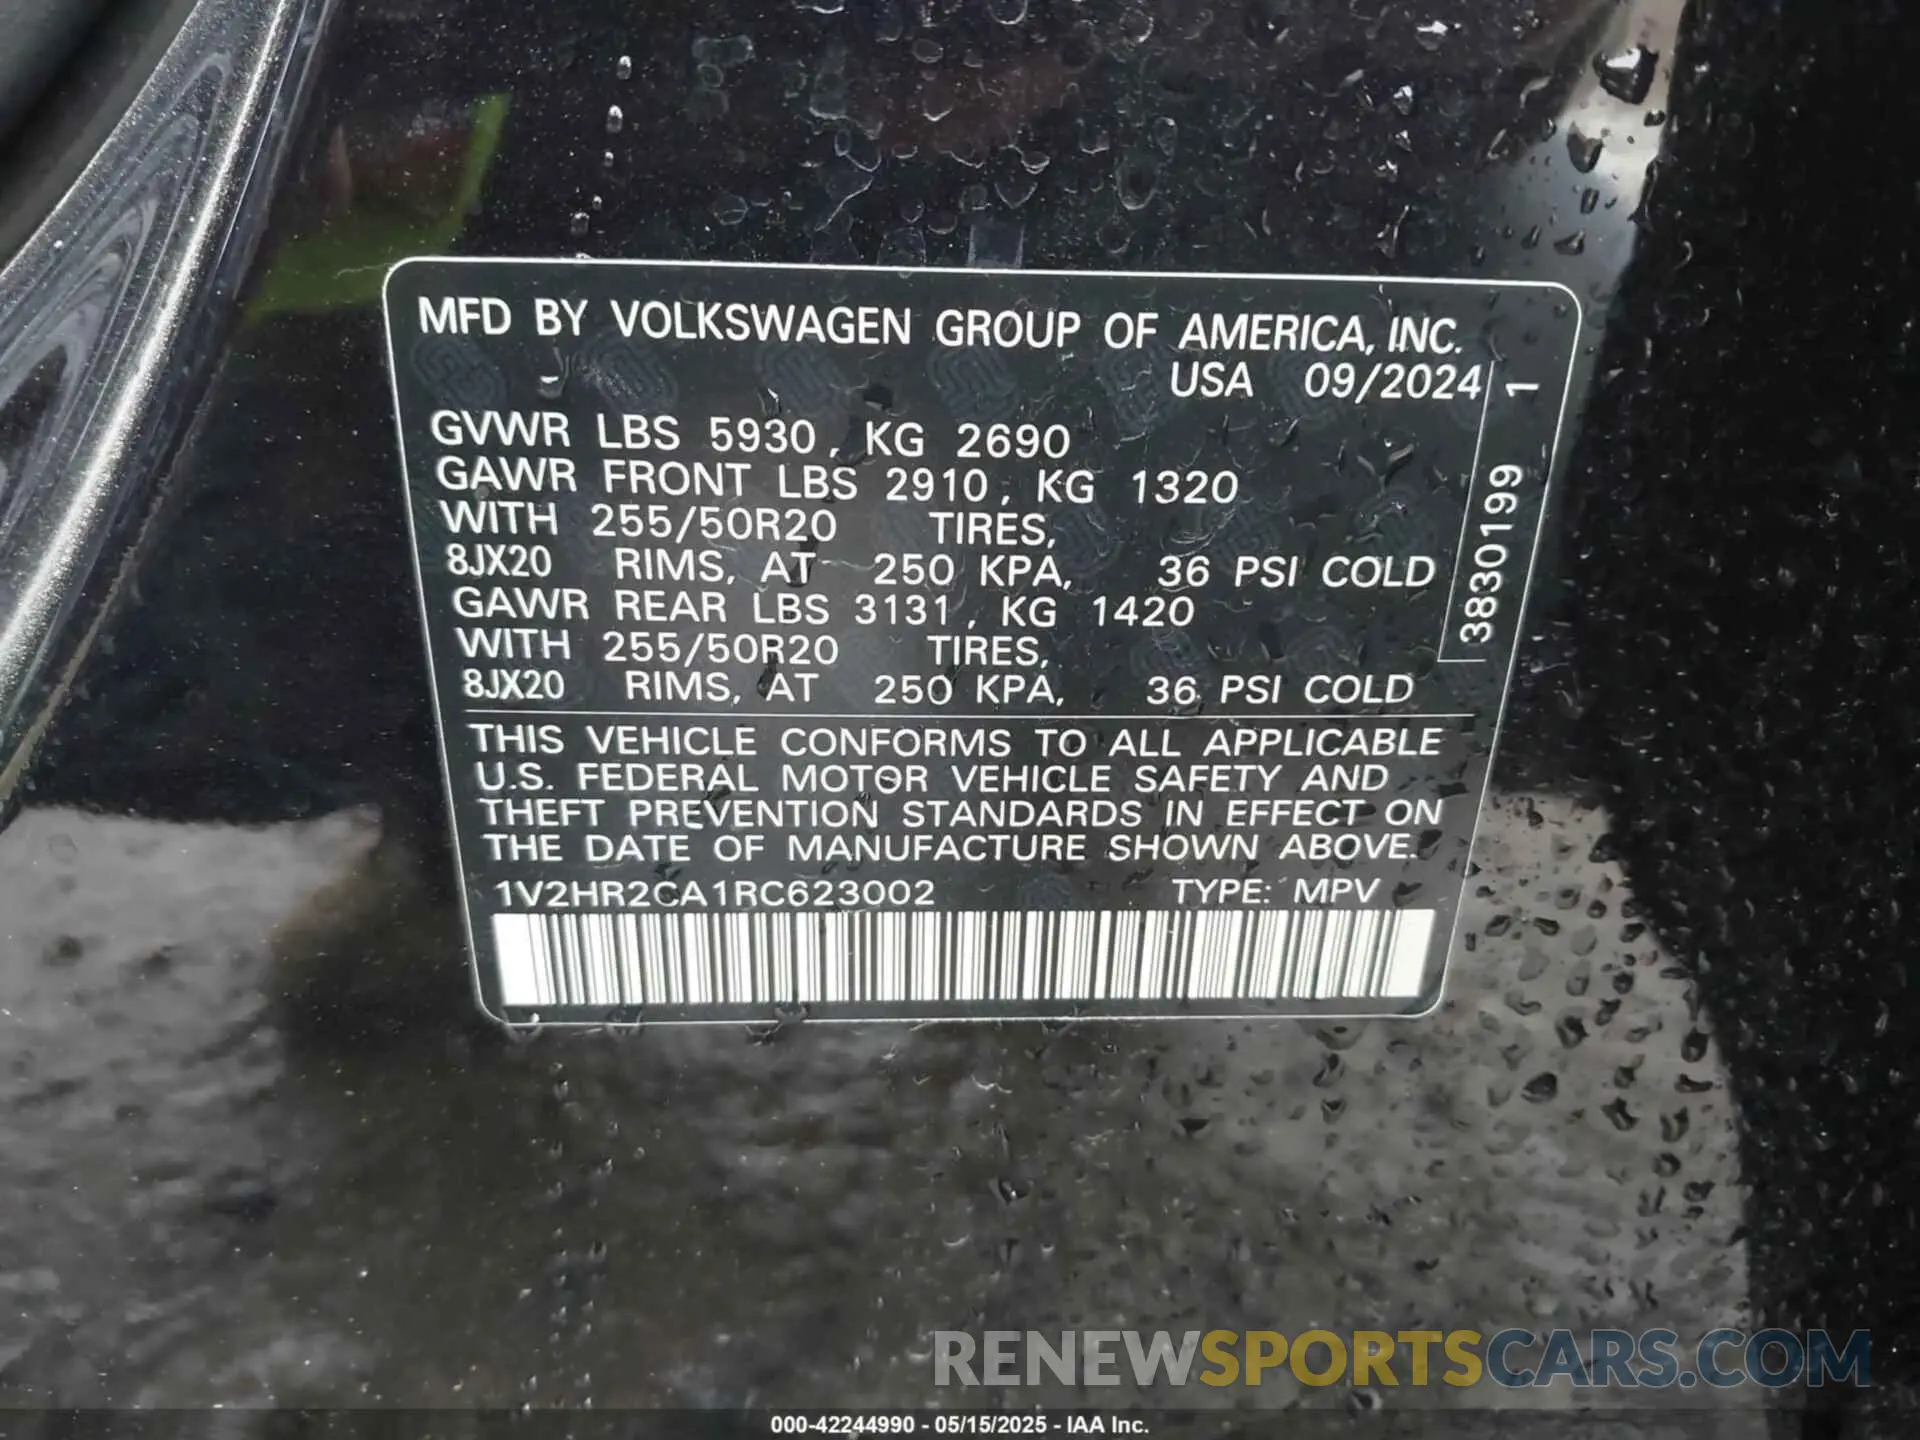 MFD BY VOLKSWAGEN GROUP OF AMERICA, INC.
USA 09/2024
GVWR LBS 5930, KG 2690
GAWR FRONT LBS 2910, KG 1320
WITH 255/50R20 TIRES,
8JX20 RIMS, AT 250 KPA, 36 PSI COLD
GAWR REAR LBS 3131, KG 1420
WITH 255/50R20 TIRES,
8JX20 RIMS, AT 250 KPA, 36 PSI COLD
3830199 1
THIS VEHICLE CONFORMS TO ALL APPLICABLE
U.S. FEDERAL MOTOR VEHICLE SAFETY AND
THEFT PREVENTION STANDARDS IN EFFECT ON
THE DATE OF MANUFACTURE SHOWN ABOVE.
1V2HR2CA1RC623002 TYPE: MPV
RENEWSPORTSCARS.COM
000-42244990 - 05/15/2025 - IAA Inc.